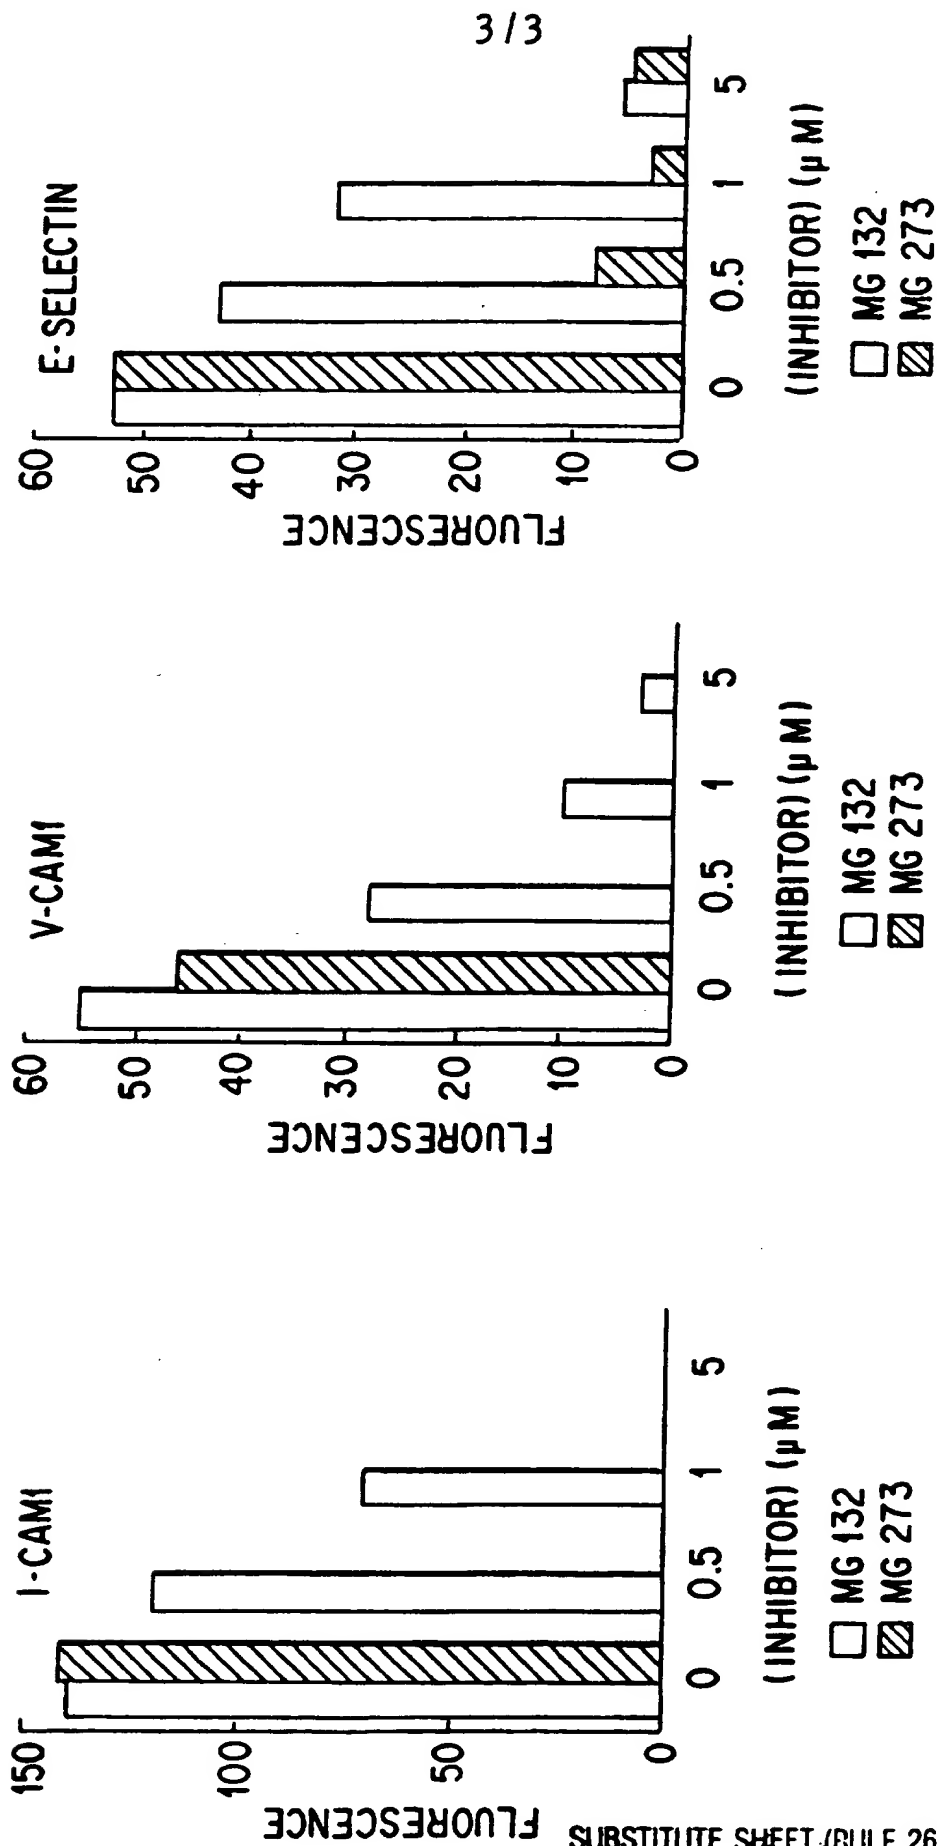 3/3
I-CAM1
FLUORESCENCE
150
100
50
0
0 0.5 1 5
(INHIBITOR) (μM)
MG 132
MG 273
V-CAM1
FLUORESCENCE
60
50
40
30
20
10
0
0 0.5 1 5
(INHIBITOR) (μM)
MG 132
MG 273
E-SELECTIN
FLUORESCENCE
60
50
40
30
20
10
0
0 0.5 1 5
(INHIBITOR) (μM)
MG 132
MG 273
SUBSTITUTE SHEET (RULE 26